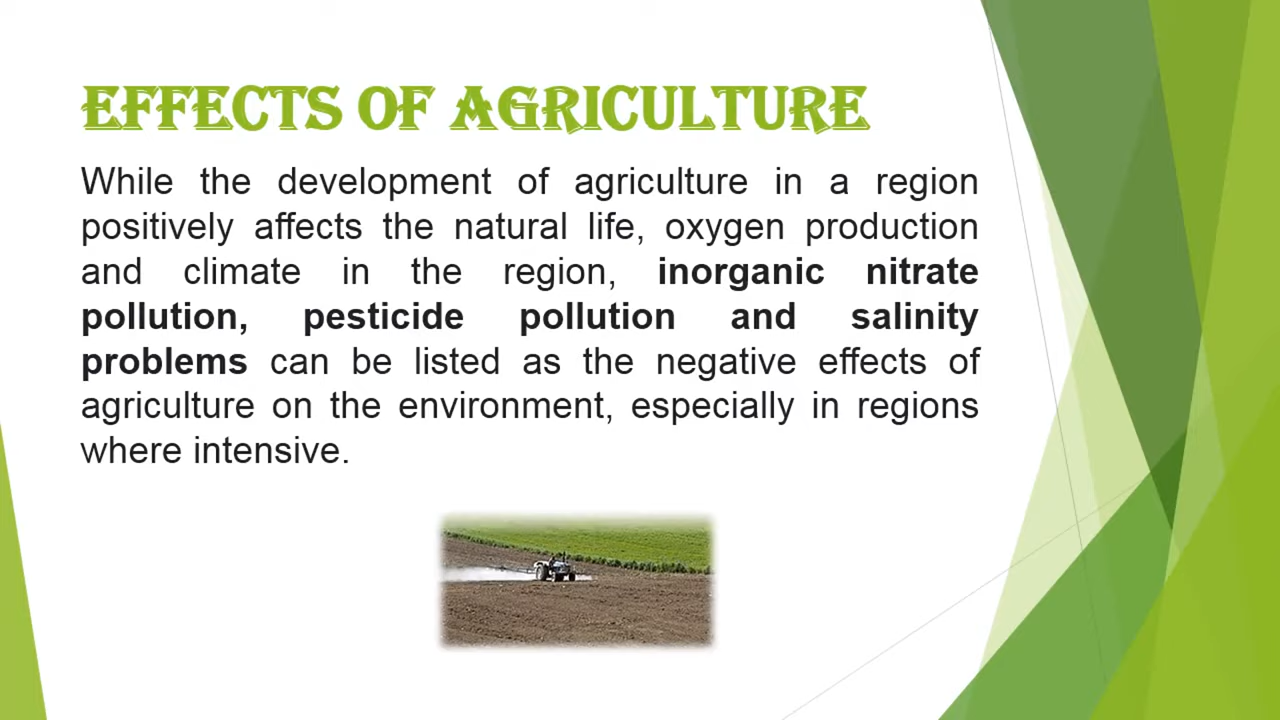 EFFECTS OF AGRICULTURE
While the development of agriculture in a region
positively affects the natural life, oxygen production
and climate in the region, inorganic nitrate
pollution, pesticide pollution and salinity
problems can be listed as the negative effects of
agriculture on the environment, especially in regions
where intensive.